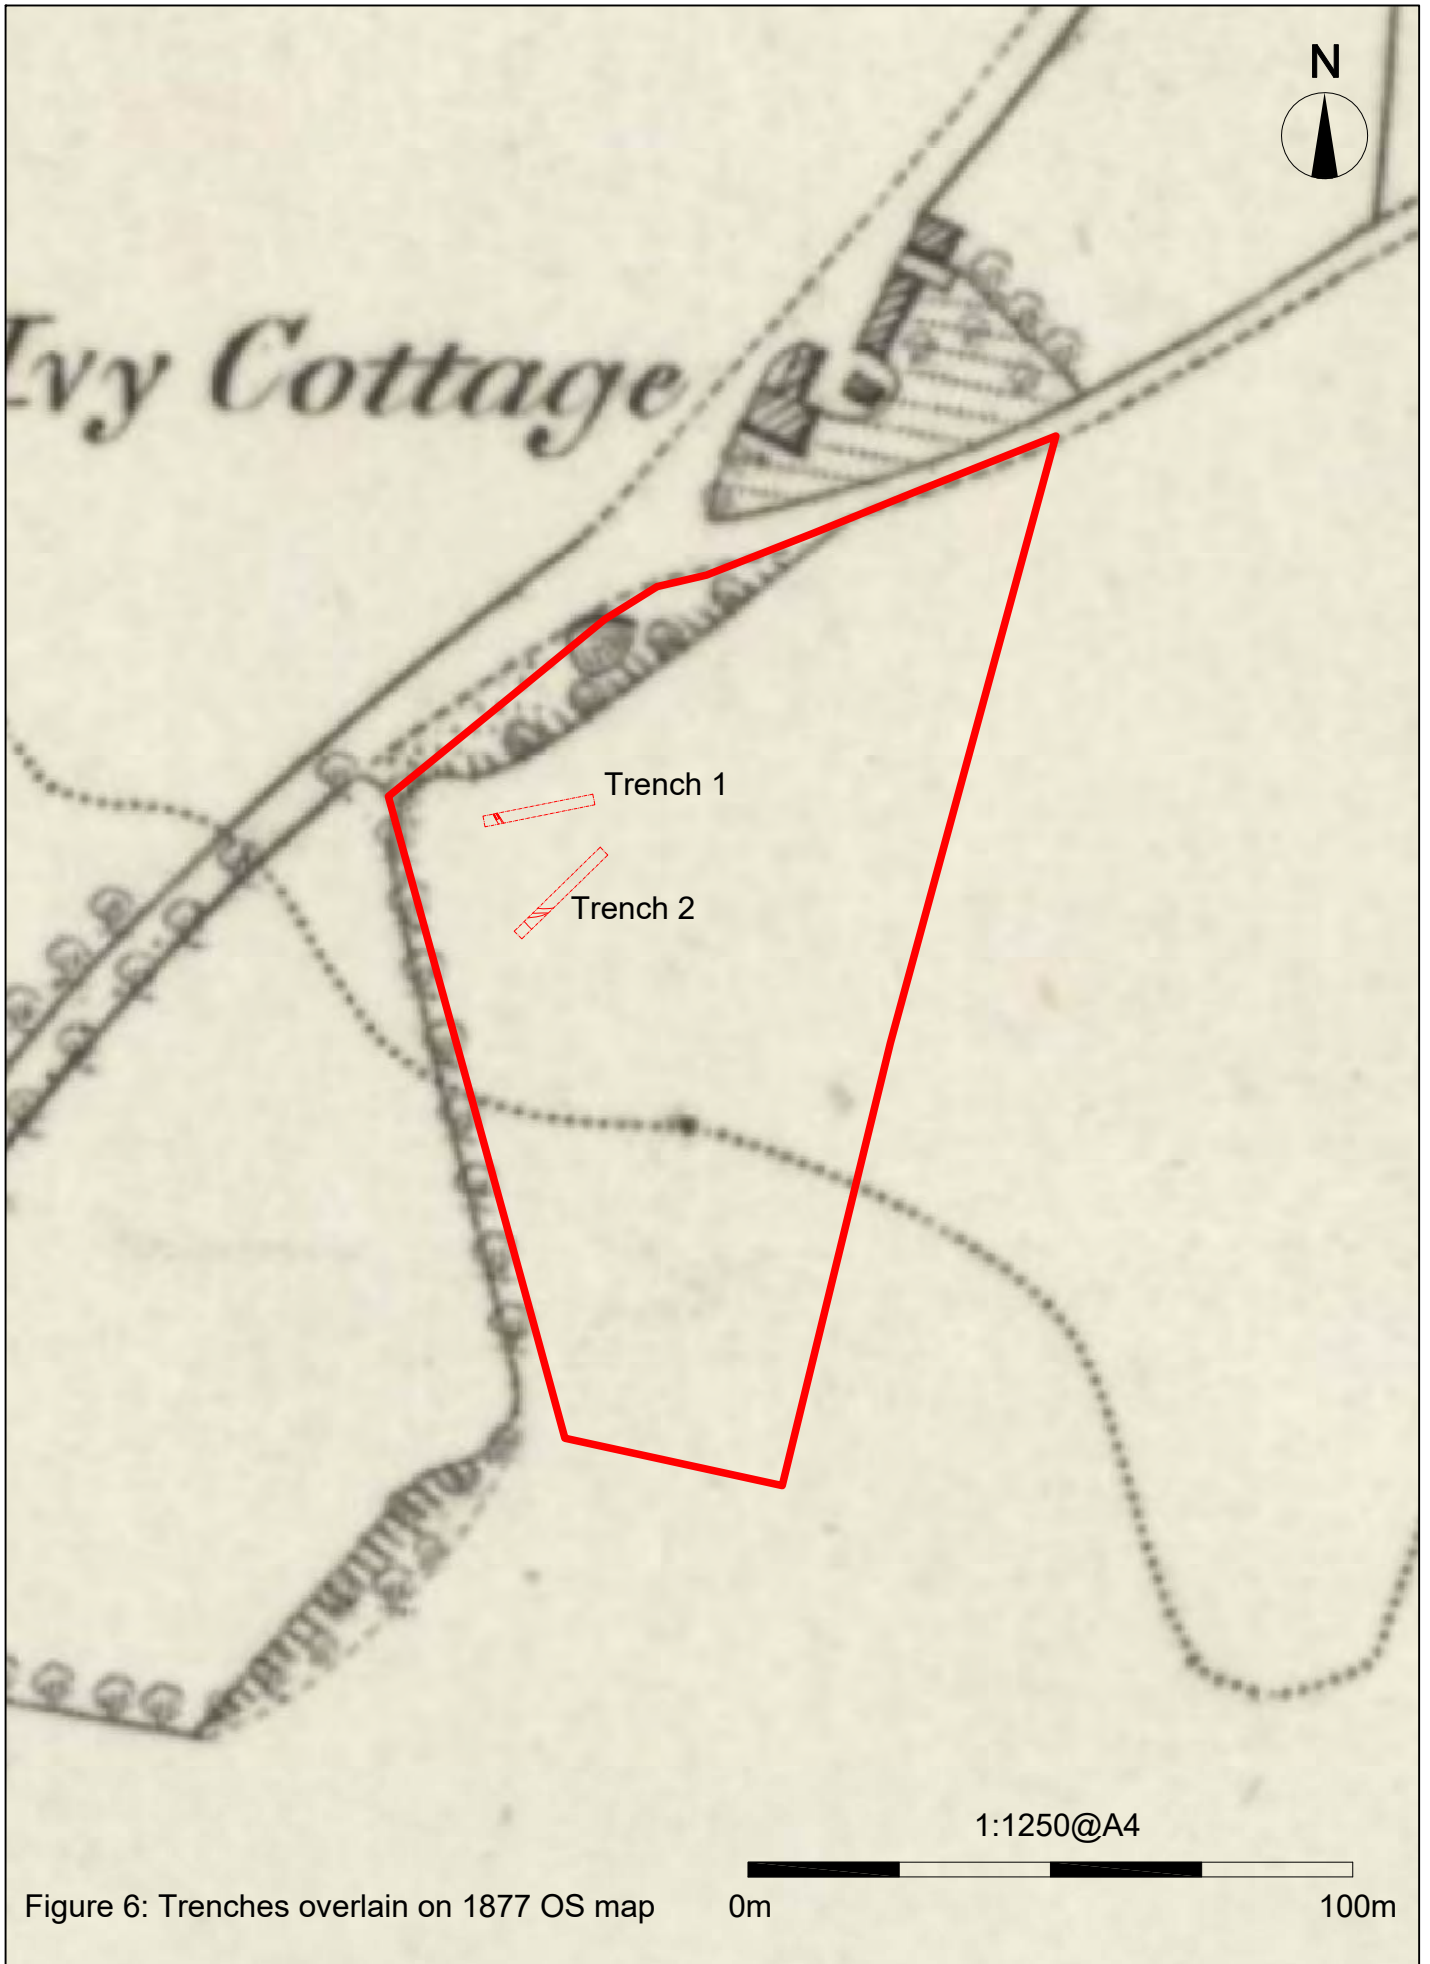 N
Ivy Cottage
Trench 1
Trench 2
1:1250@A4
Figure 6: Trenches overlain on 1877 OS map
0m
100m